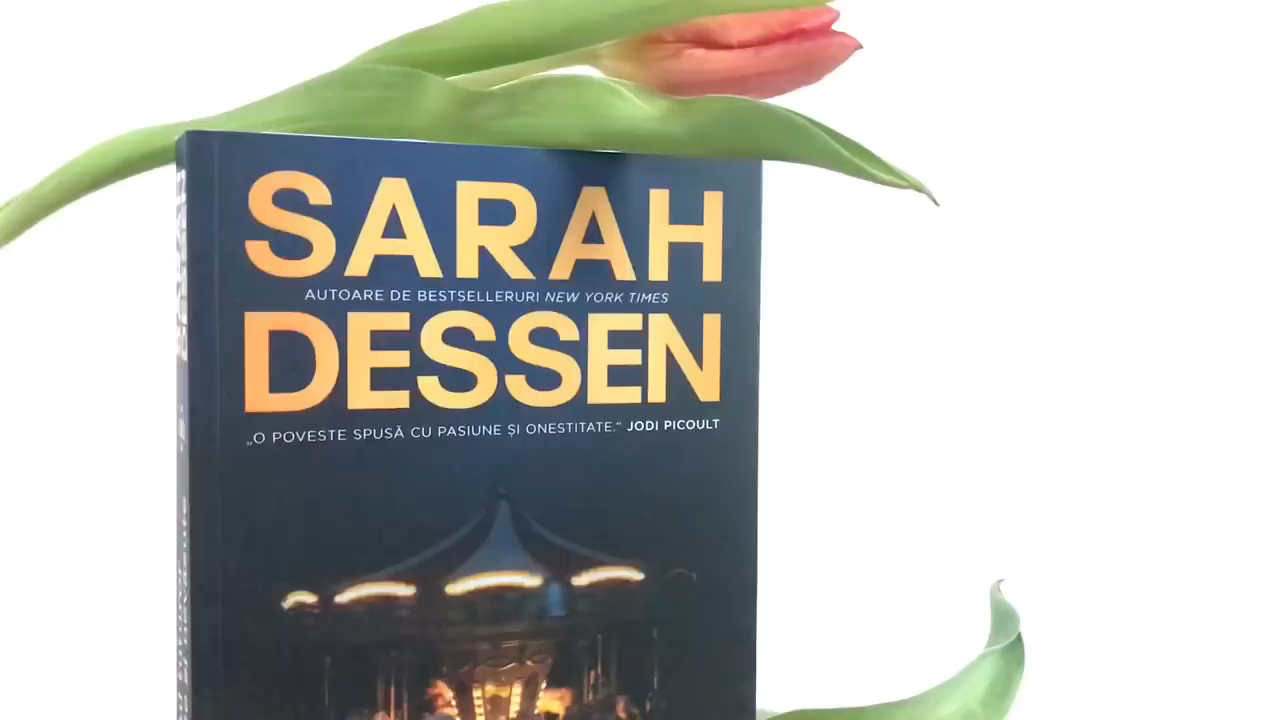 SARAH
AUTOARE DE BESTSELLERURI NEW YORK TIMES
DESSEN
„O POVESTE SPUSĂ CU PASIUNE ȘI ONESTITATE.” JODI PICOULT